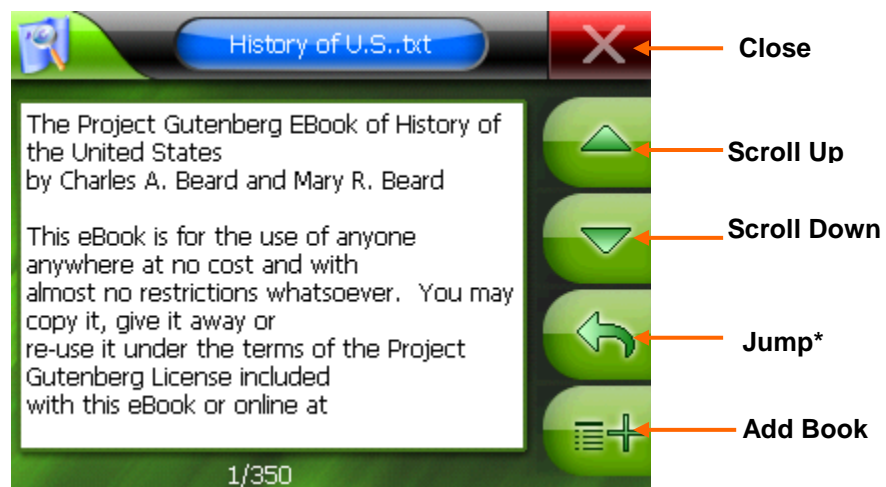 History of U.S..txt
Close
The Project Gutenberg EBook of History of
the United States
by Charles A. Beard and Mary R. Beard
This eBook is for the use of anyone
anywhere at no cost and with
almost no restrictions whatsoever. You may
copy it, give it away or
re-use it under the terms of the Project
Gutenberg License included
with this eBook or online at
Scroll Up
Scroll Down
Jump*
Add Book
1/350